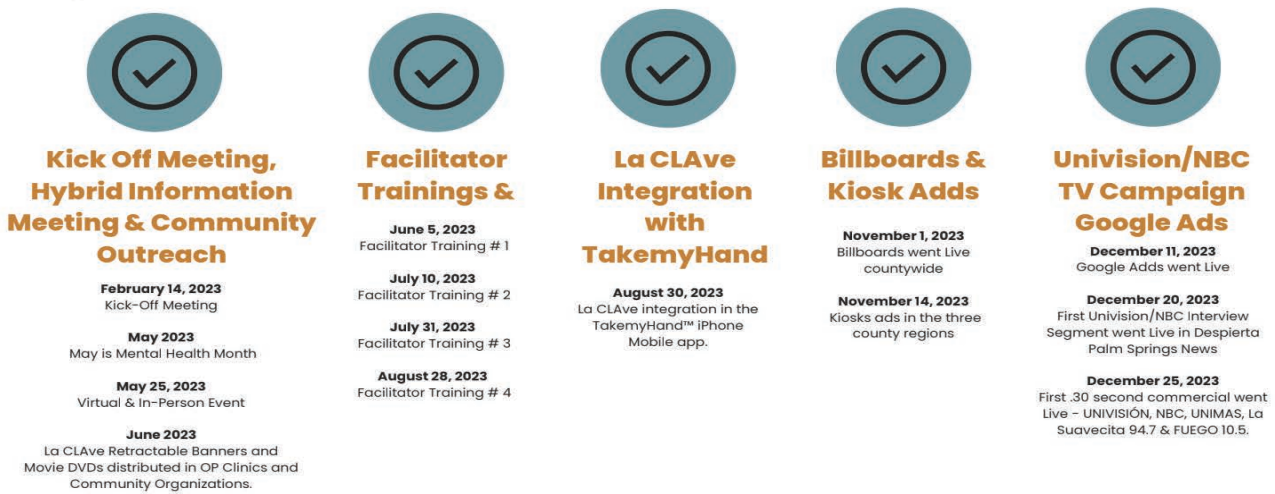 Kick Off Meeting,
Hybrid Information
Meeting & Community
Outreach
February 14, 2023
Kick-Off Meeting
May 2023
May is Mental Health Month
May 25, 2023
Virtual & In-Person Event
June 2023
La CLAve Retractable Banners and
Movie DVDs distributed in OP Clinics and
Community Organizations.
Facilitator
Trainings &
June 5, 2023
Facilitator Training # 1
July 10, 2023
Facilitator Training # 2
July 31, 2023
Facilitator Training # 3
August 28, 2023
Facilitator Training # 4
La CLAve
Integration
with
TakemyHand
August 30, 2023
La CLAve integration in the
TakemyHand™ iPhone
Mobile app.
Billboards &
Kiosk Adds
November 1, 2023
Billboards went Live
countywide
November 14, 2023
Kiosks ads in the three
county regions
Univision/NBC
TV Campaign
Google Ads
December 11, 2023
Google Adds went Live
December 20, 2023
First Univision/NBC Interview
Segment went Live in Despierta
Palm Springs News
December 25, 2023
First .30 second commercial went
Live - UNIVISIÓN, NBC, UNIMAS, La
Suavecita 94.7 & FUEGO 10.5.